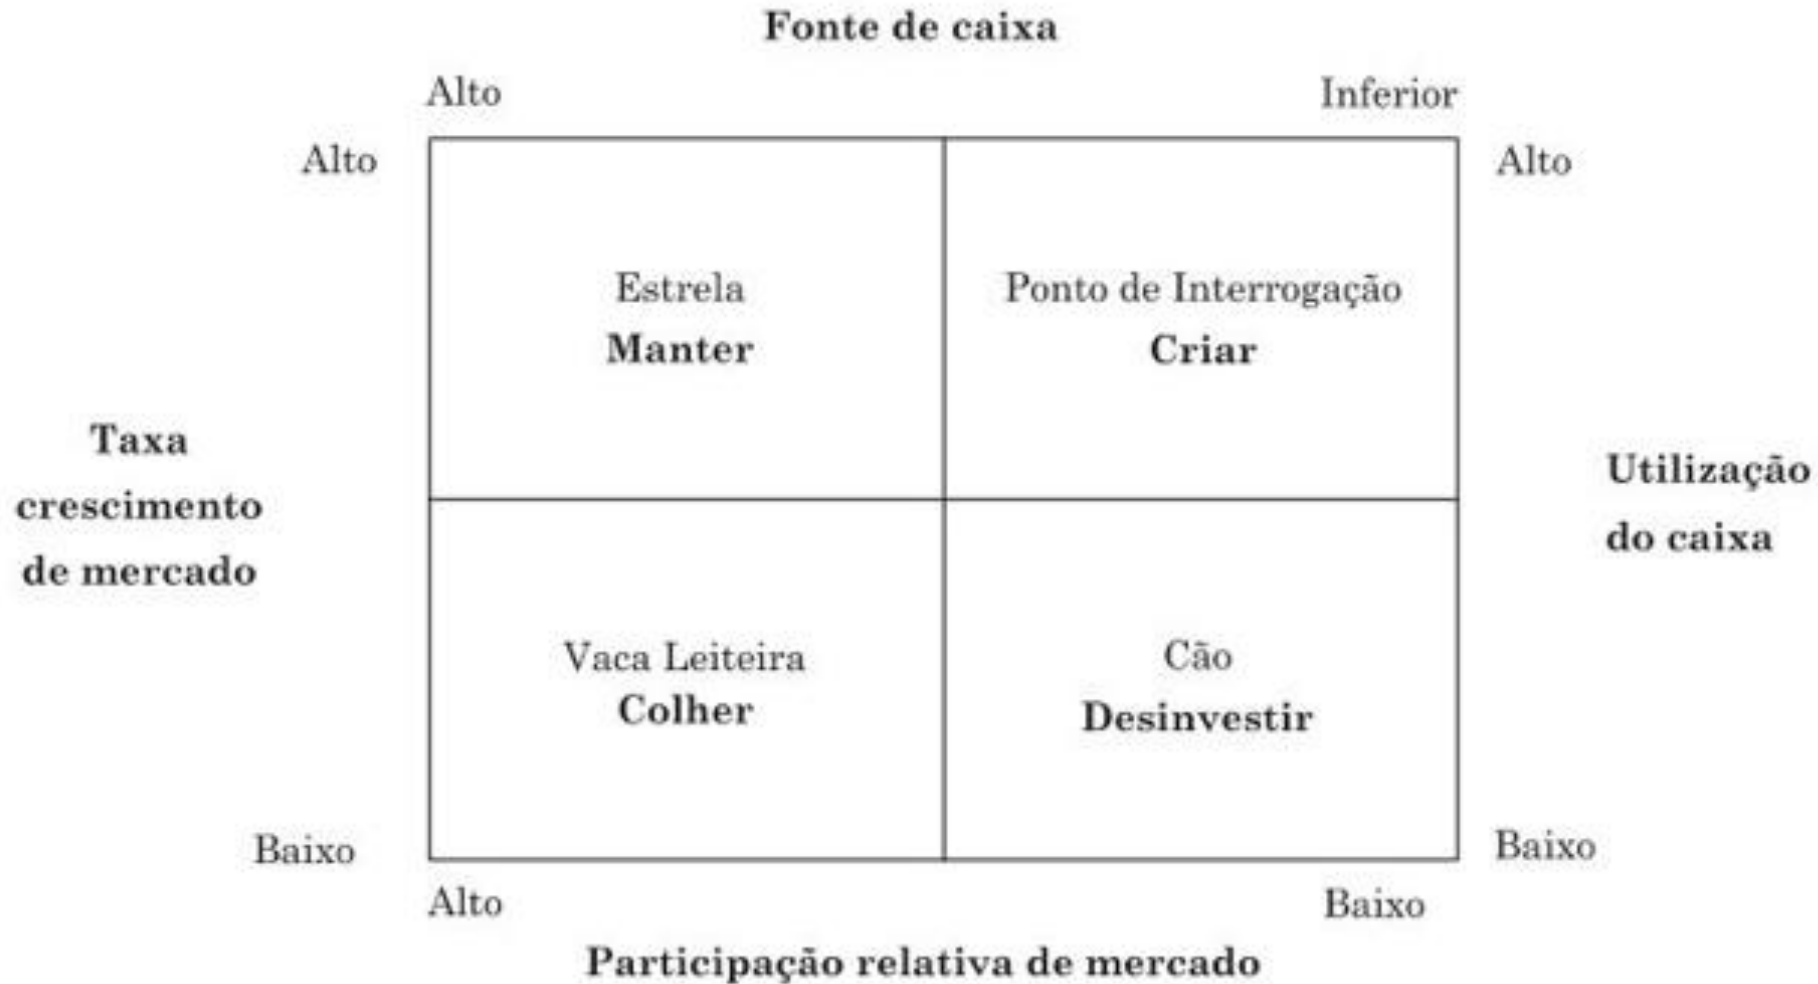 Fonte de caixa
Alto
Inferior
Alto
Alto
Estrela
Manter
Ponto de Interrogação
Criar
Taxa
crescimento
de mercado
Utilização
do caixa
Vaca Leiteira
Colher
Cão
Desinvestir
Baixo
Baixo
Alto
Baixo
Participação relativa de mercado